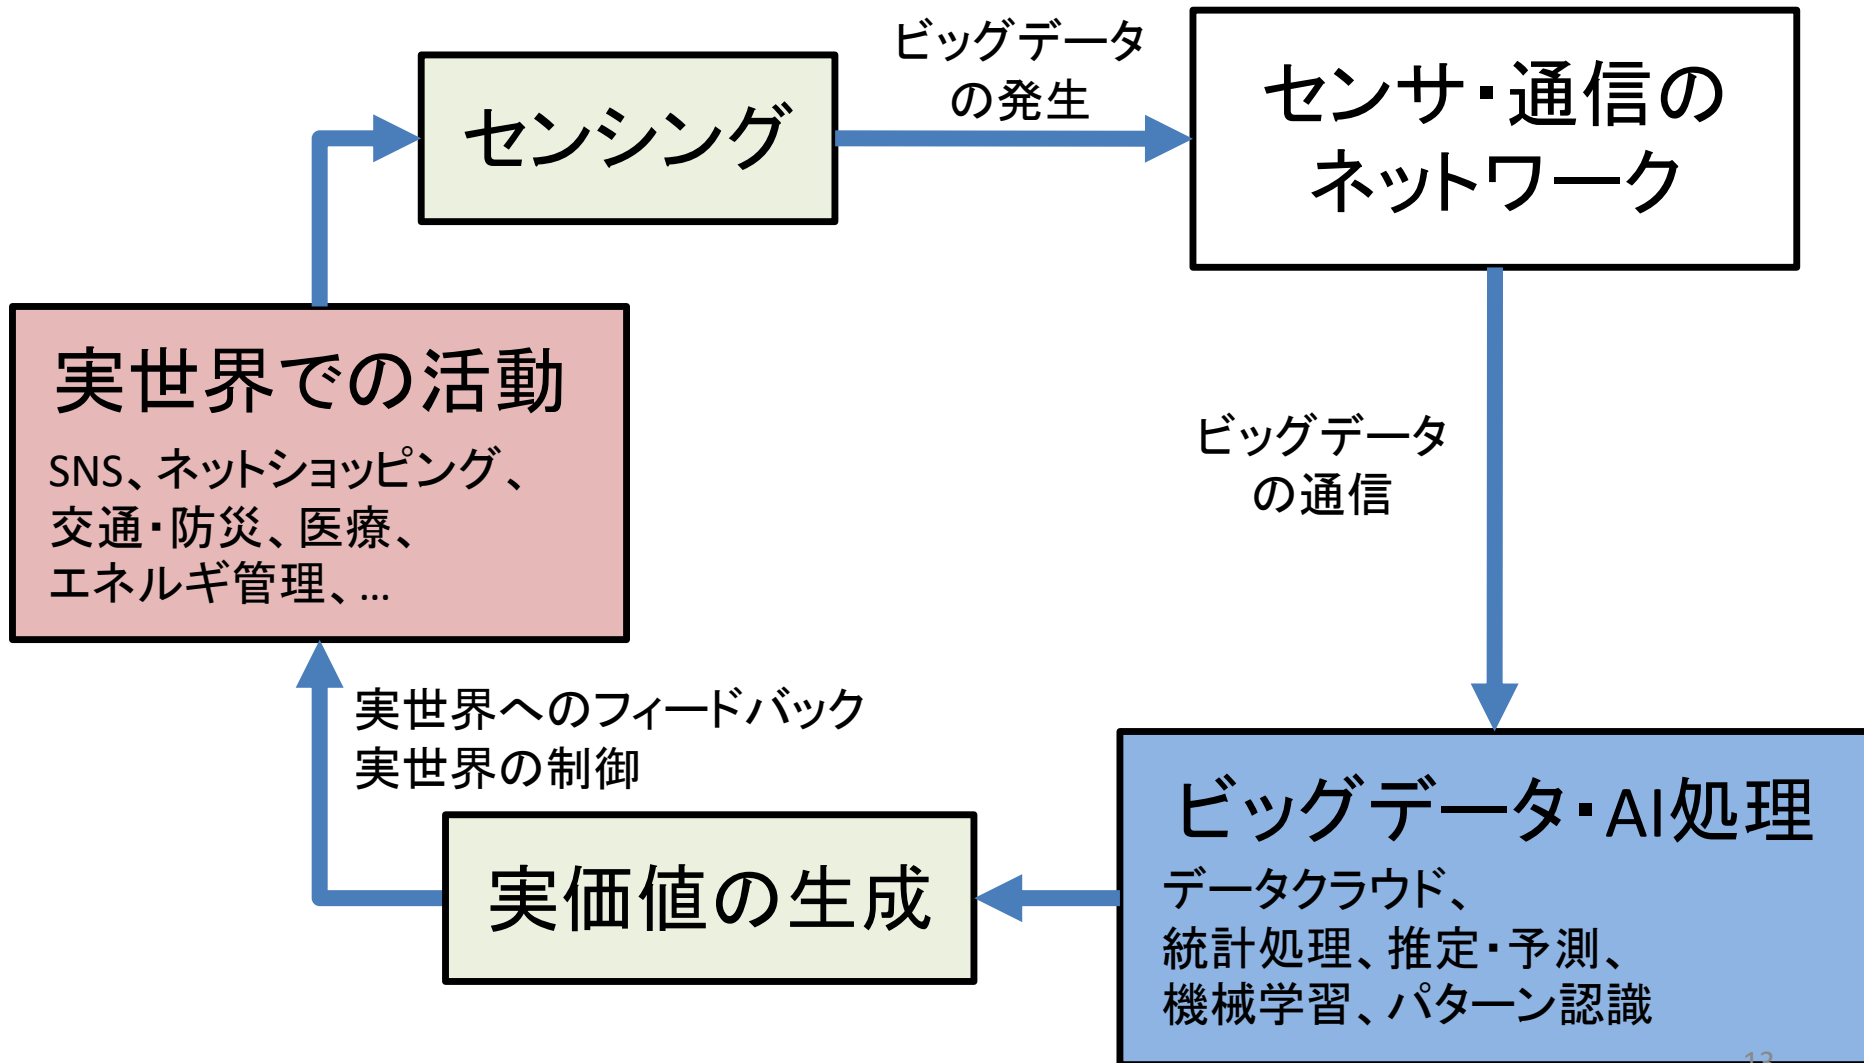 ビッグデータ
の発生
センシング
センサ・通信の
ネットワーク
実世界での活動
SNS、ネットショッピング、
交通・防災、医療、
エネルギ管理、…
ビッグデータ
の通信
実世界へのフィードバック
実世界の制御
ビッグデータ・AI処理
データクラウド、
統計処理、推定・予測、
機械学習、パターン認識
実価値の生成
13